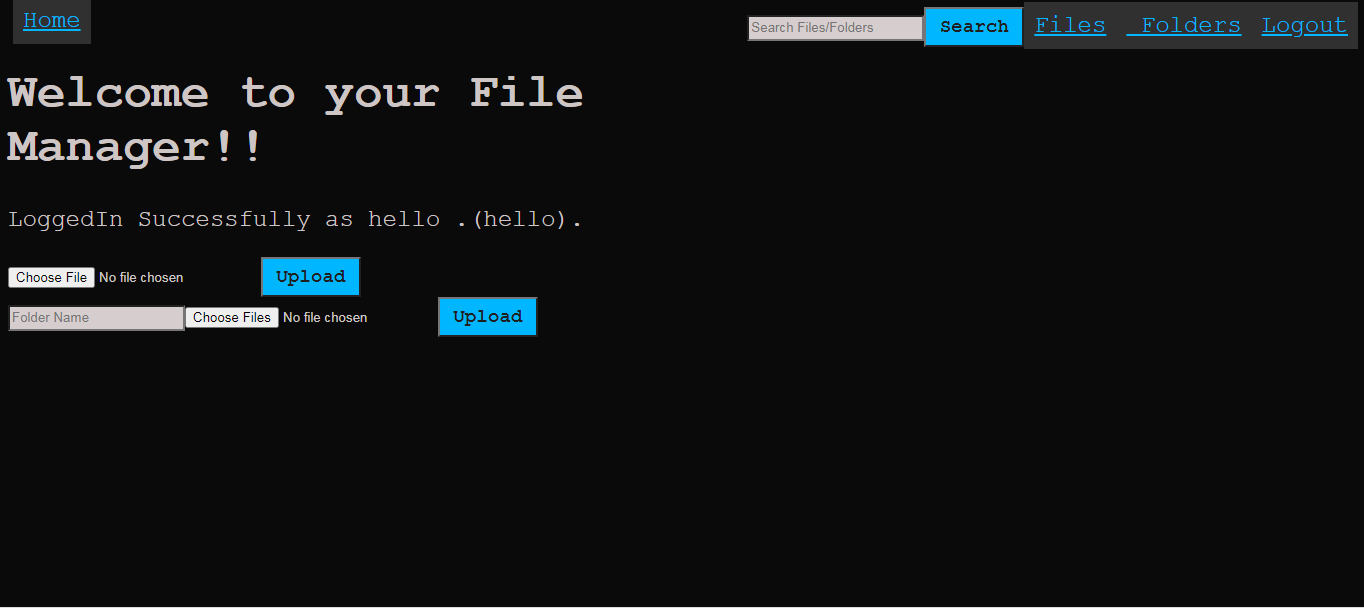 Home
Search Files/Folders Search Files Folders Logout
Welcome to your File
Manager!!
LoggedIn Successfully as hello .(hello).
Choose File No file chosen Upload
Folder Name Choose Files No file chosen Upload